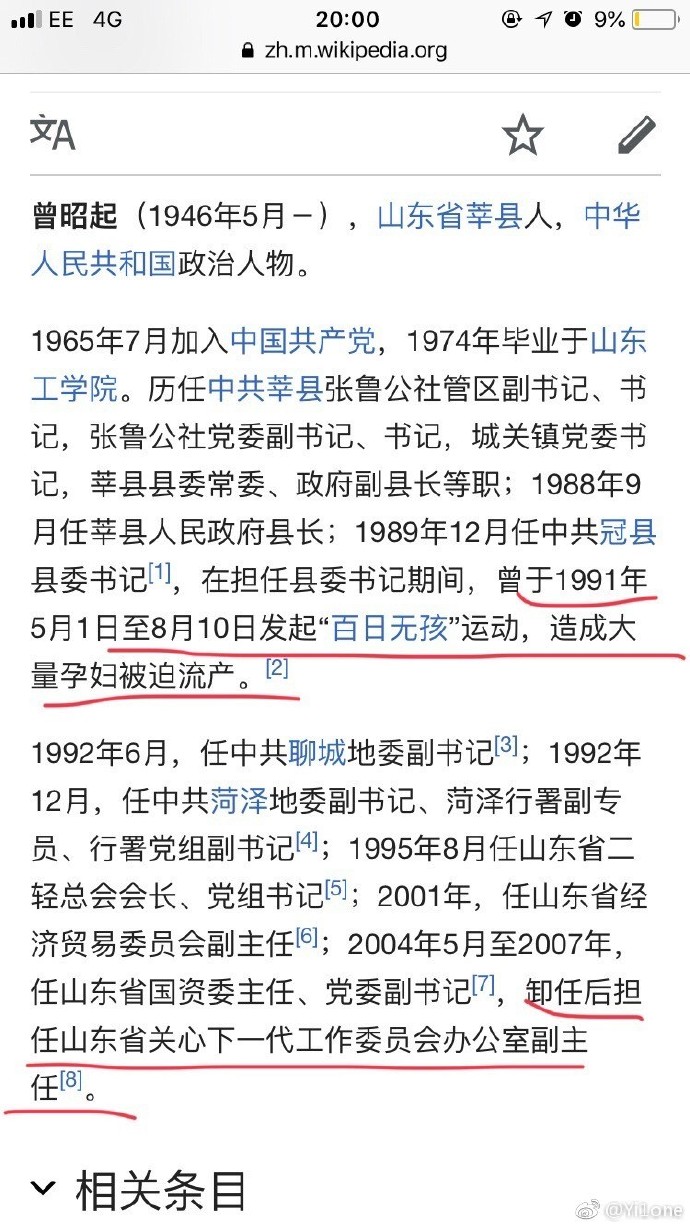 EE 4G 20:00 9%
zh.m.wikipedia.org
文A
曾昭起（1946年5月－），山东省莘县人，中华
人民共和国政治人物。
1965年7月加入中国共产党，1974年毕业于山东
工学院。历任中共莘县张鲁公社管区副书记、书
记，张鲁公社党委副书记、书记，城关镇党委书
记，莘县县委常委、政府副县长等职；1988年9
月任莘县人民政府县长；1989年12月任中共冠县
县委书记[1]，在担任县委书记期间，曾于1991年
5月1日至8月10日发起“百日无孩”运动，造成大
量孕妇被迫流产。[2]
1992年6月，任中共聊城地委副书记[3]；1992年
12月，任中共菏泽地委副书记、菏泽行署副专
员、行署党组副书记[4]；1995年8月任山东省二
轻总会会长、党组书记[5]；2001年，任山东省经
济贸易委员会副主任[6]；2004年5月至2007年，
任山东省国资委主任、党委副书记[7]，卸任后担
任山东省关心下一代工作委员会办公室副主
任[8]。
相关条目
@Yi1one